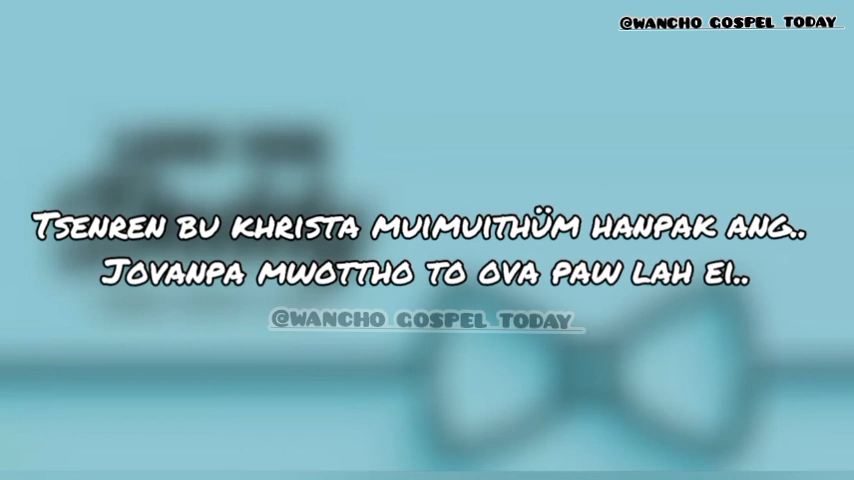 @WANCHO GOSPEL TODAY
Tsenren bu khrista muimuithüm hanpak ang..
Jovanpa mwottho to ova paw lah ei..
@WANCHO GOSPEL TODAY